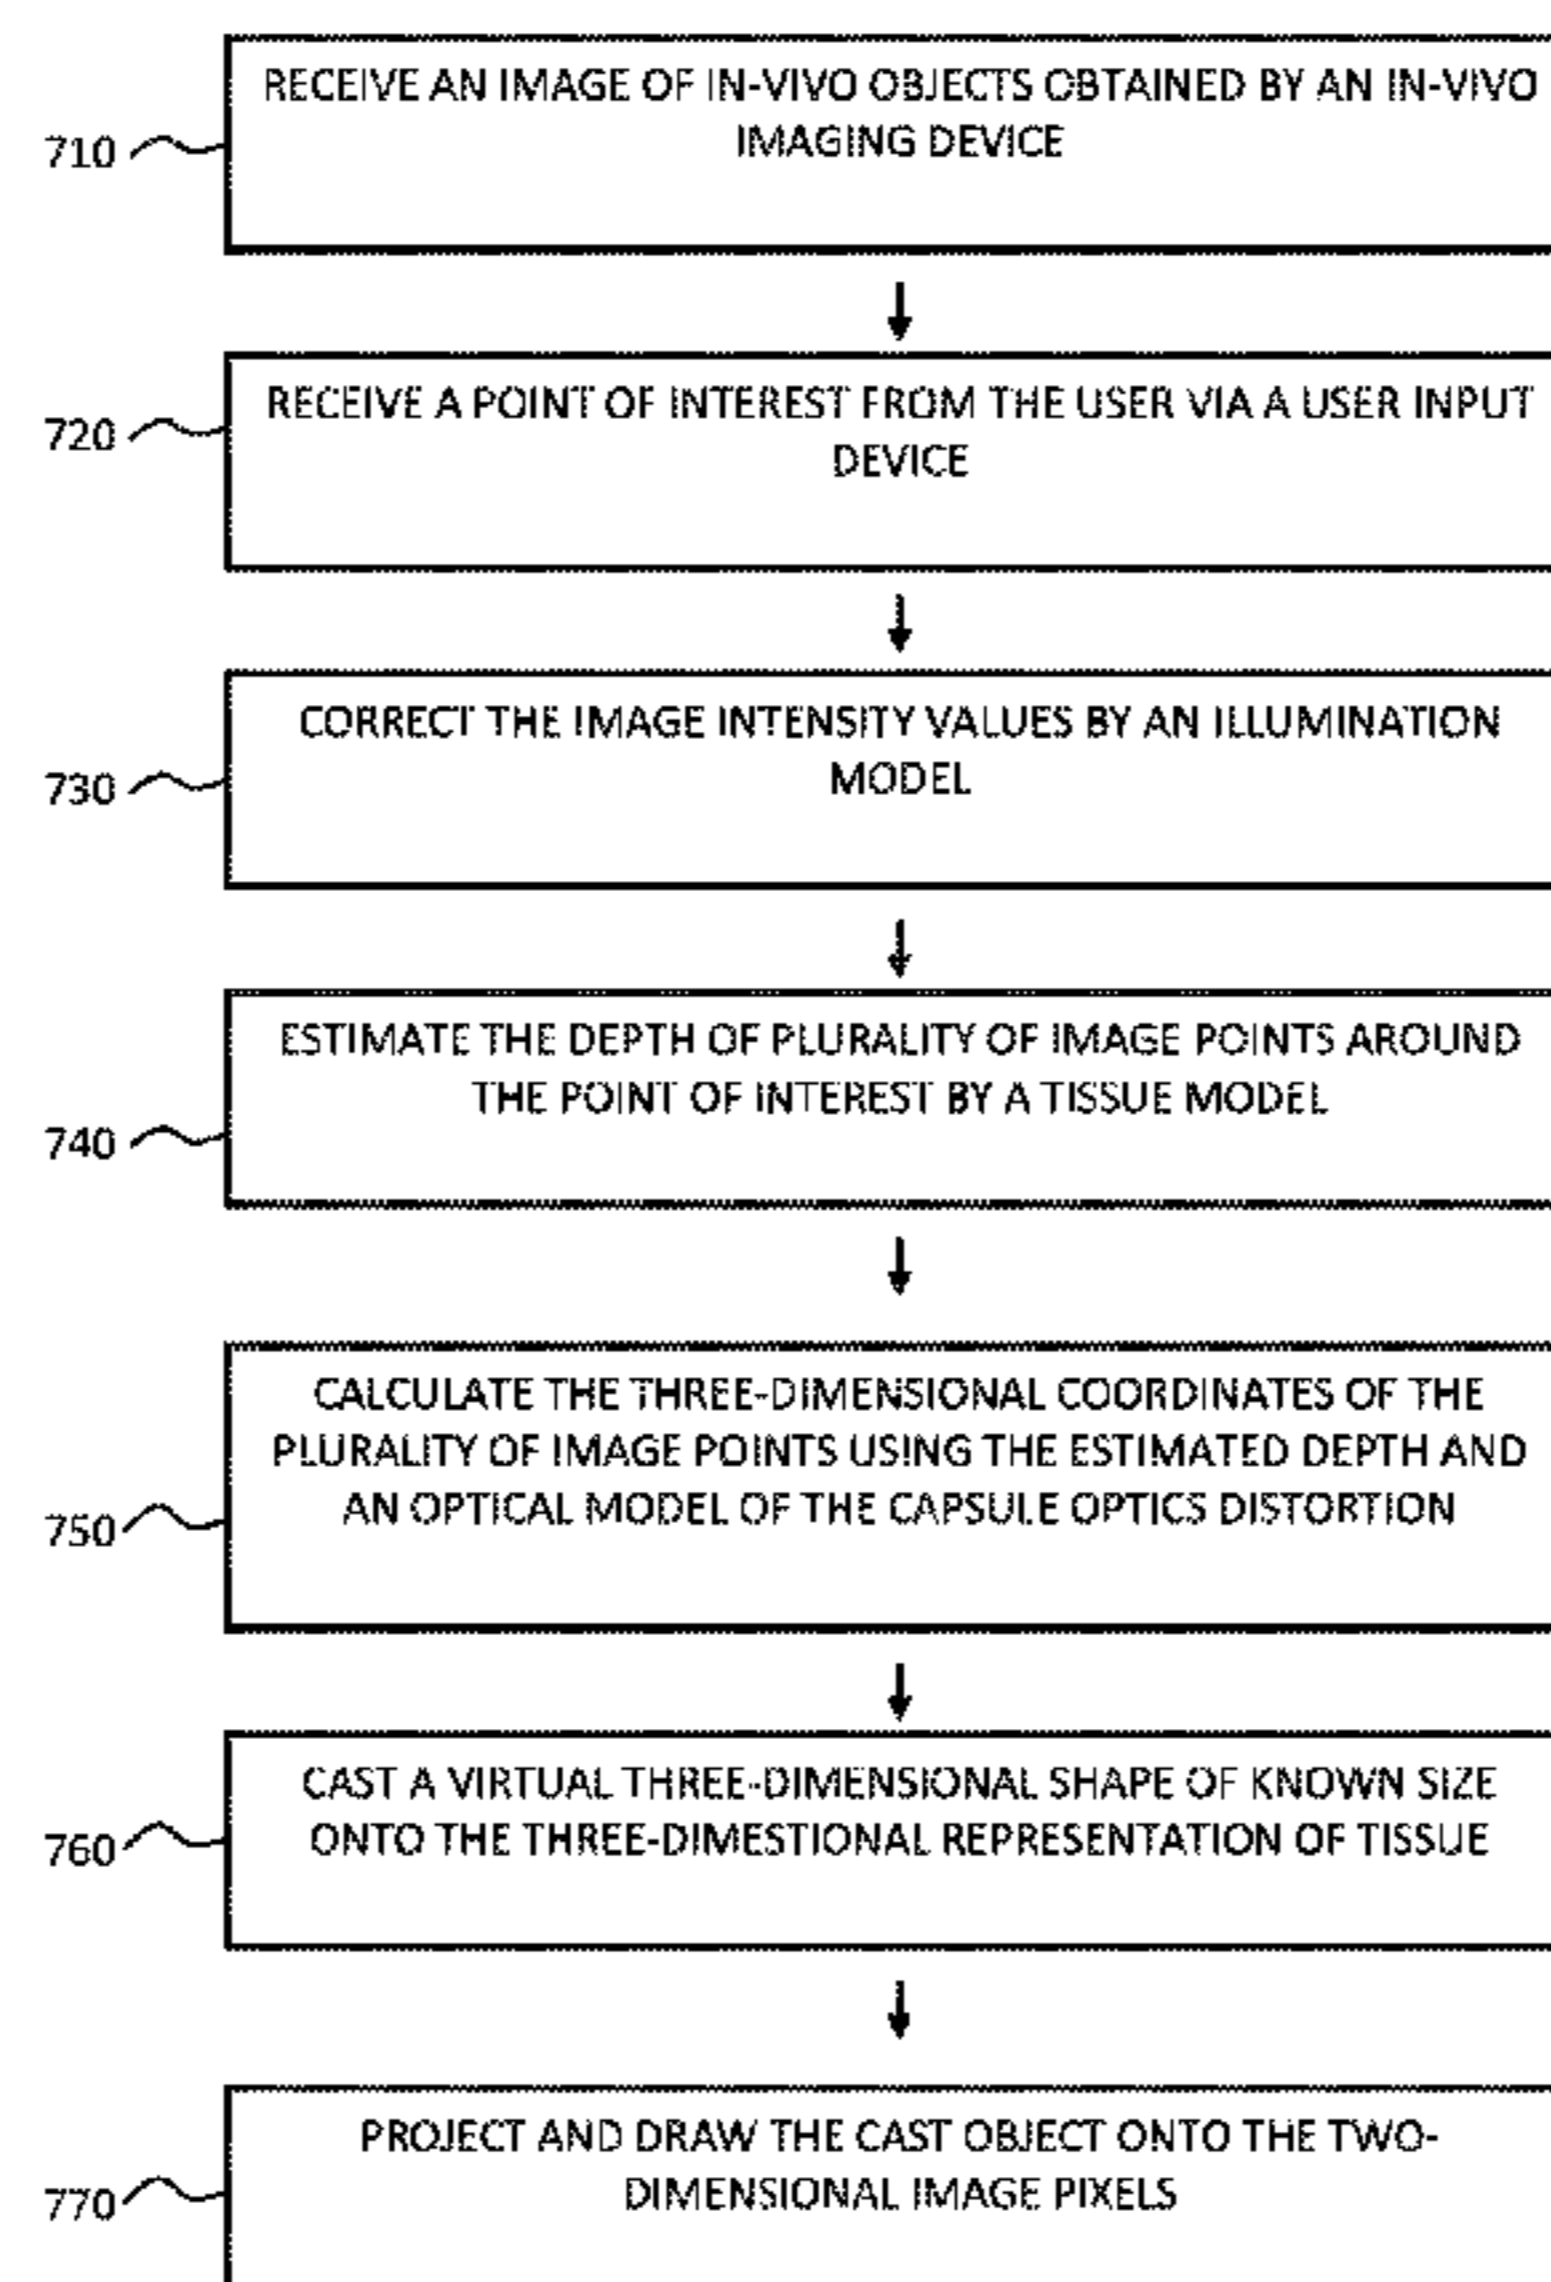 RECEIVE AN IMAGE OF IN-VIVO OBJECTS OBTAINED BY AN IN-VIVO
IMAGING DEVICE
710
RECEIVE A POINT OF INTEREST FROM THE USER VIA A USER INPUT
DEVICE
720
CORRECT THE IMAGE INTENSITY VALUES BY AN ILLUMINATION
MODEL
730
ESTIMATE THE DEPTH OF PLURALITY OF IMAGE POINTS AROUND
THE POINT OF INTEREST BY A TISSUE MODEL
740
CALCULATE THE THREE-DIMENSIONAL COORDINATES OF THE
PLURALITY OF IMAGE POINTS USING THE ESTIMATED DEPTH AND
AN OPTICAL MODEL OF THE CAPSULE OPTICS DISTORTION
750
CAST A VIRTUAL THREE-DIMENSIONAL SHAPE OF KNOWN SIZE
ONTO THE THREE-DIMESTIONAL REPRESENTATION OF TISSUE
760
PROJECT AND DRAW THE CAST OBJECT ONTO THE TWO-
DIMENSIONAL IMAGE PIXELS
770